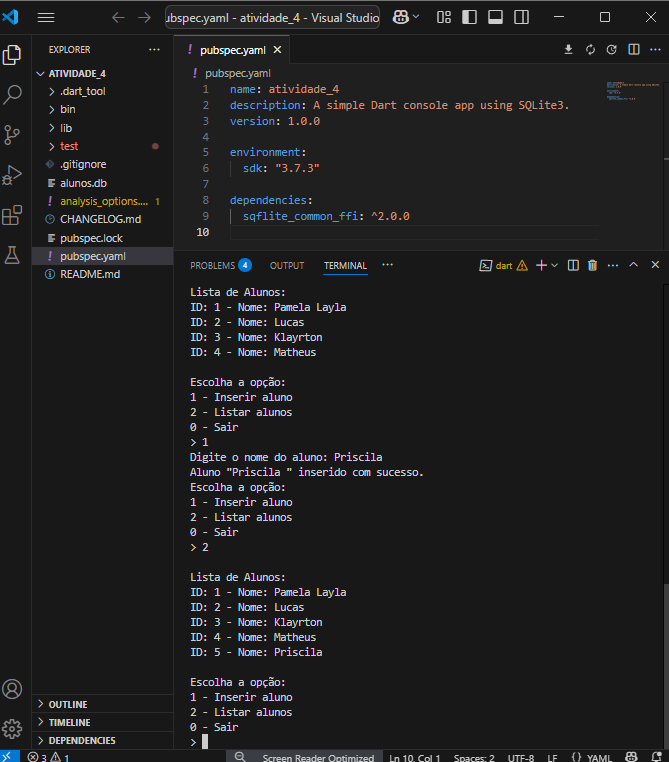 pubspec.yaml - atividade_4 - Visual Studio
EXPLORER
ATIVIDADE_4
.dart_tool
bin
lib
test
.gitignore
alunos.db
analysis_options.... 1
CHANGELOG.md
pubspec.lock
pubspec.yaml
README.md
OUTLINE
TIMELINE
DEPENDENCIES
pubspec.yaml
pubspec.yaml
1 name: atividade_4
2 description: A simple Dart console app using SQLite3.
3 version: 1.0.0
4
5 environment:
6 sdk: "3.7.3"
7
8 dependencies:
9 sqflite_common_ffi: ^2.0.0
10
PROBLEMS 4 OUTPUT TERMINAL ... dart
Lista de Alunos:
ID: 1 - Nome: Pamela Layla
ID: 2 - Nome: Lucas
ID: 3 - Nome: Klayrton
ID: 4 - Nome: Matheus
Escolha a opção:
1 - Inserir aluno
2 - Listar alunos
0 - Sair
> 1
Digite o nome do aluno: Priscila
Aluno "Priscila " inserido com sucesso.
Escolha a opção:
1 - Inserir aluno
2 - Listar alunos
0 - Sair
> 2
Lista de Alunos:
ID: 1 - Nome: Pamela Layla
ID: 2 - Nome: Lucas
ID: 3 - Nome: Klayrton
ID: 4 - Nome: Matheus
ID: 5 - Nome: Priscila
Escolha a opção:
1 - Inserir aluno
2 - Listar alunos
0 - Sair
>
3 1 Screen Reader Optimized Ln 10, Col 1 Spaces: 2 UTF-8 LF {} YAML